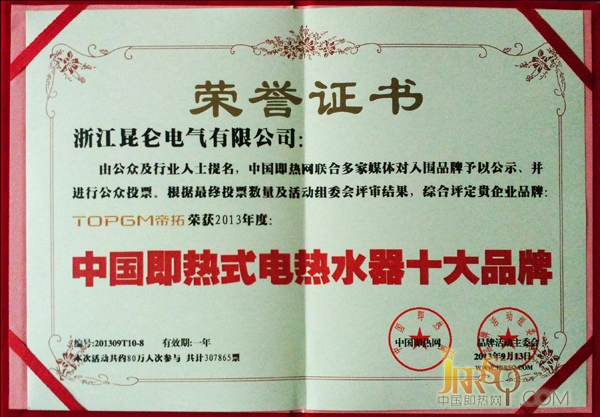 荣誉证书
浙江昆仑电气有限公司：
由公众及行业人士提名，中国即热网联合多家媒体对入围品牌予以公示、并
进行公众投票。根据最终投票数量及活动组委会评审结果，综合评定贵企业品牌：
TOPGM帝拓 荣获2013年度：
中国即热式电热水器十大品牌
编号:201309T10-8 有效期:一年
本次活动共约80万人次参与 共计307865票
中国即热网
品牌活动主委会
2013年9月13日
WWW.JRRSQ.COM
JRRSQ.COM
中国即热网